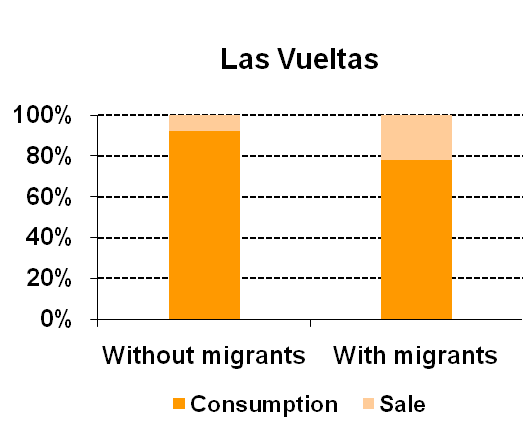 Las Vueltas
100%
80%
60%
40%
20%
0%
Without migrants With migrants
Consumption Sale